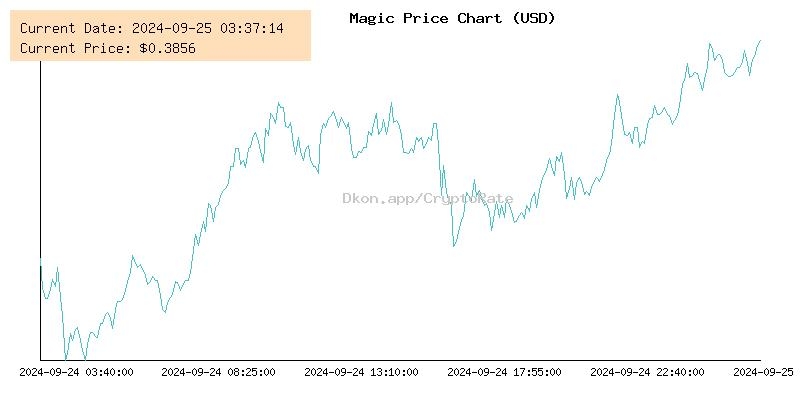 Magic Price Chart (USD)
Current Date: 2024-09-25 03:37:14
Current Price: $0.3856
Dkon.app/CryptoRate
2024-09-24 03:40:00 2024-09-24 08:25:00 2024-09-24 13:10:00 2024-09-24 17:55:00 2024-09-24 22:40:00 2024-09-25